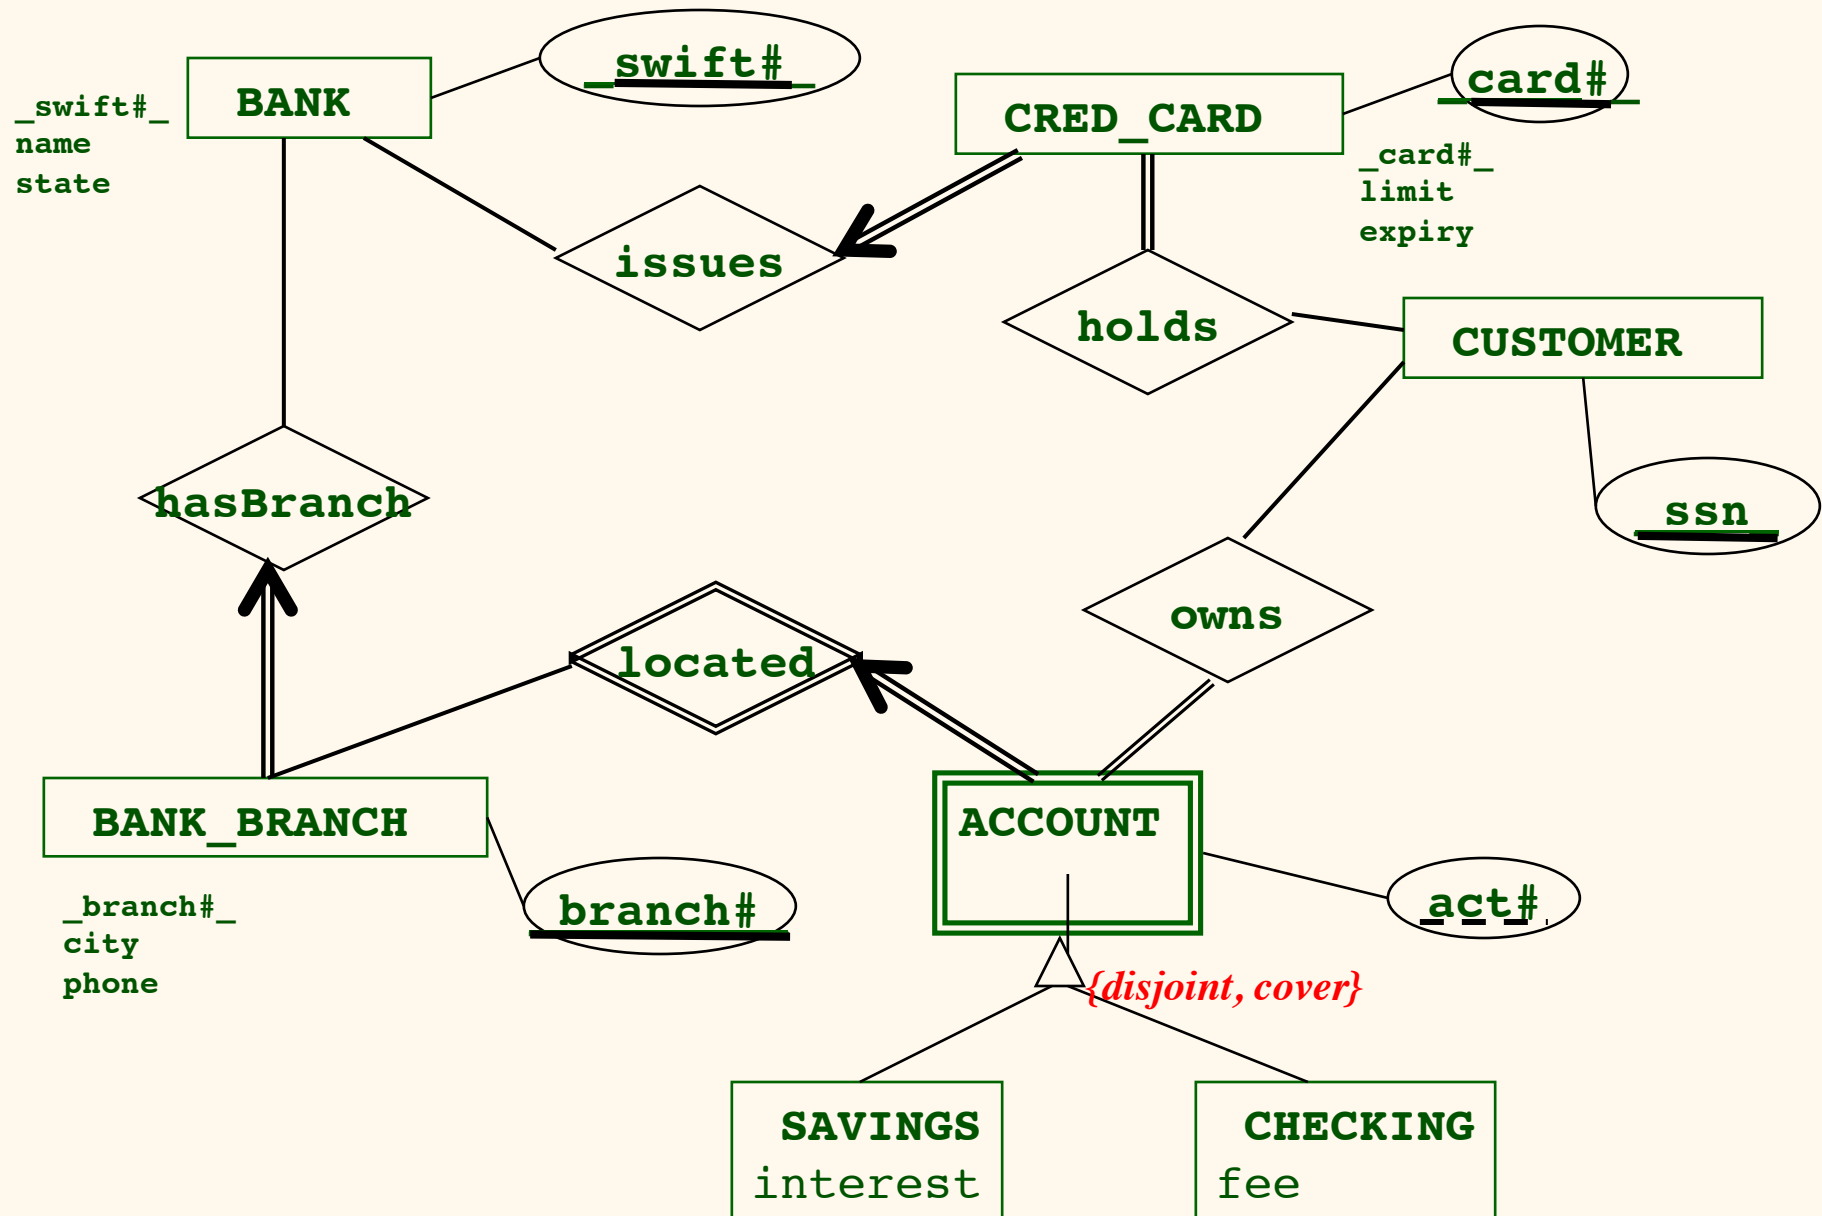 swift#
BANK
_swift#_
name
state
CRED_CARD
card#
_card#_
limit
expiry
issues
holds
CUSTOMER
ssn
hasBranch
located
owns
BANK_BRANCH
_branch#_
city
phone
branch#
ACCOUNT
act#
{disjoint, cover}
SAVINGS
interest
CHECKING
fee